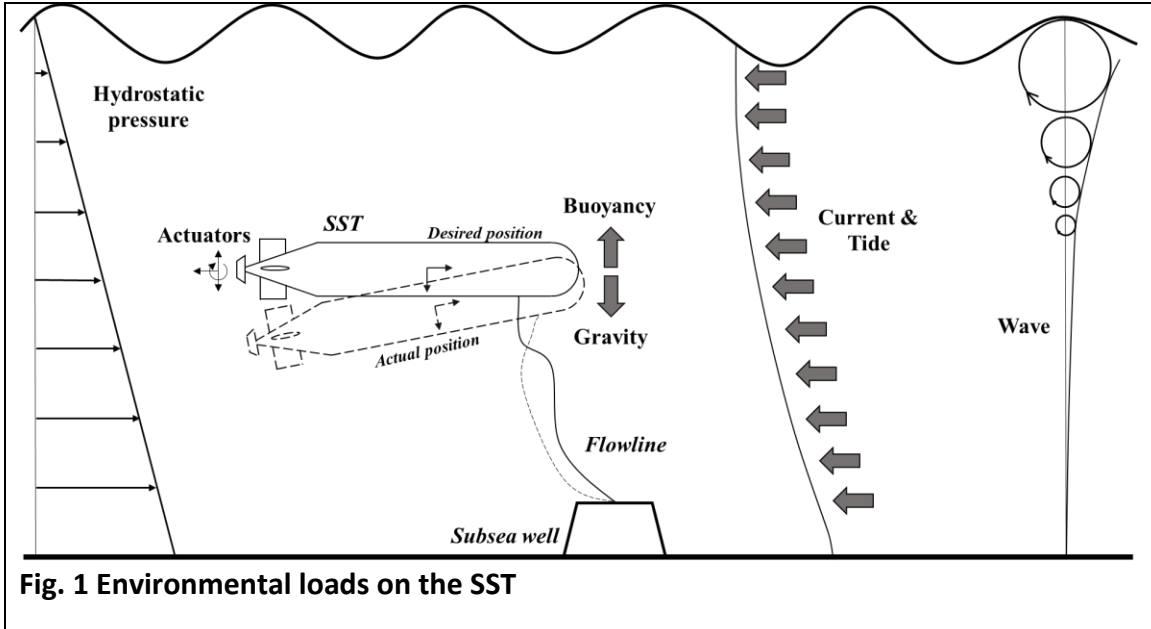 Hydrostatic
pressure
Actuators
SST
Desired position
Buoyancy
Gravity
Actual position
Current &
Tide
Wave
Flowline
Subsea well
Fig. 1 Environmental loads on the SST